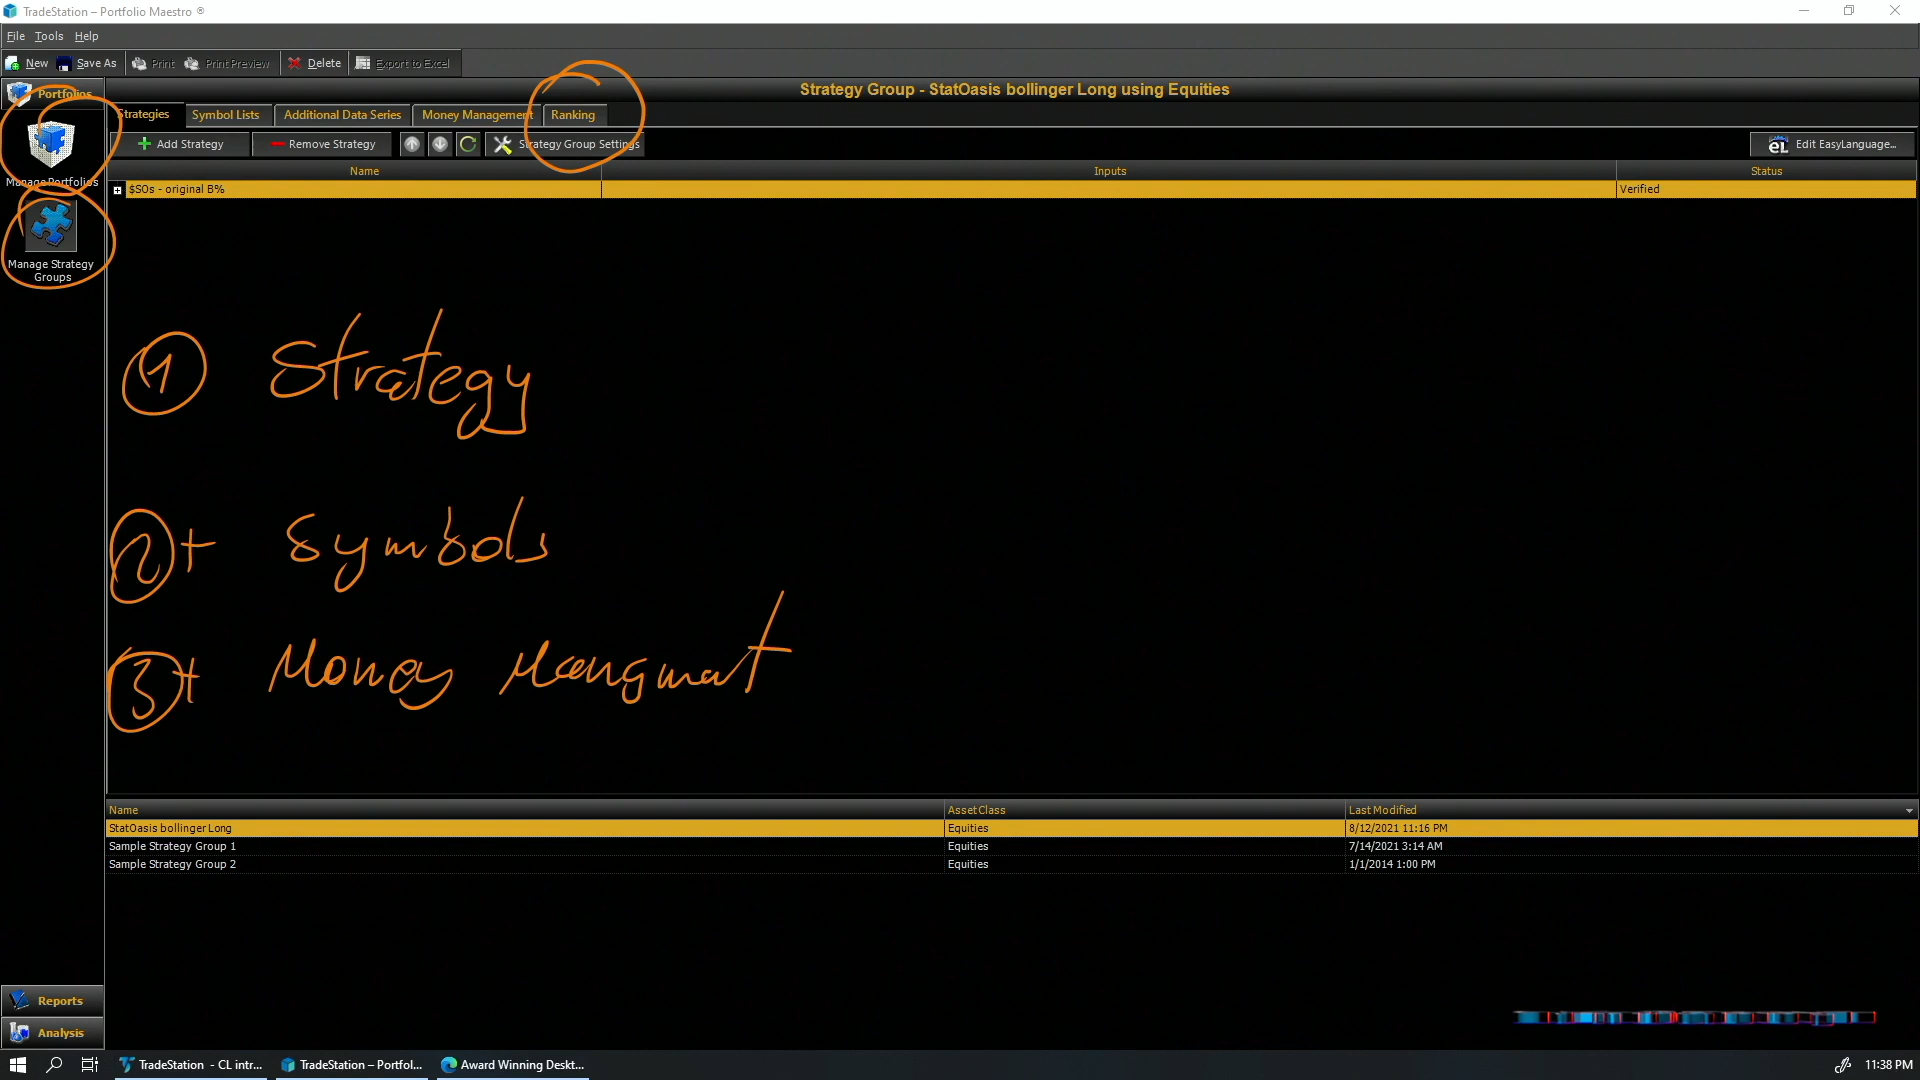 TradeStation – Portfolio Maestro ®
File Tools Help
New Save As Print Print Preview Delete Export to Excel
Portfolios
Strategy Group - StatOasis bollinger Long using Equities
Strategies Symbol Lists Additional Data Series Money Management Ranking
Add Strategy Remove Strategy Strategy Group Settings Edit EasyLanguage...
Name Inputs Status
$SOs - original B% Verified
Manage Portfolios
Manage Strategy
Groups
1 Strategy
2 + Symbols
3 + Money Mangmat
Name AssetClass Last Modified
StatOasis bollinger Long Equities 8/12/2021 11:16 PM
Sample Strategy Group 1 Equities 7/14/2021 3:14 AM
Sample Strategy Group 2 Equities 1/1/2014 1:00 PM
Reports
Analysis
TradeStation - CL intr... TradeStation – Portfol... Award Winning Deskt... 11:38 PM